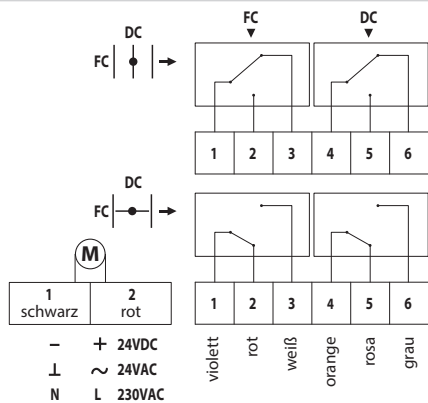 FC DC
DC
FC
1 2 3 4 5 6
DC
FC
M
1 2
schwarz rot
1 2 3 4 5 6
violett rot weiß orange rosa grau
– + 24VDC
⊥ ~ 24VAC
N L 230VAC